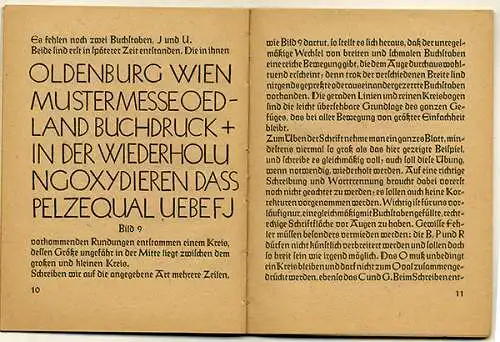 Es fehlen noch zwei Buchstaben, J und U.
Beide sind erst in späterer Zeit entstanden. Die in ihnen
OLDENBURG WIEN
MUSTERMESSE OED-
LAND BUCHDRUCK +
IN DER WIEDERHOLU
NGOXYDIEREN DASS
PELZEQUAL UEBEFJ
Bild 9
vorkommenden Rundungen entstammen einem Kreis,
dessen Größe ungefähr in der Mitte liegt zwischen dem
großen und kleinen Kreis.
Schreiben wir auf die angegebene Art mehrere Zeilen,
10
wie Bild 9 dartut, so stellt es sich heraus, daß der unregel-
mäßige Wechsel von breiten und schmalen Buchstaben
eine reiche Bewegung gibt, die dem Auge durchaus wohl-
tuend erscheint; denn trotz der verschiedenen Breite sind
nirgends gepreßte oder auseinandergezerrte Buchstaben
vorhanden. Die geraden Linien und reinen Kreisbogen
sind die leicht übersehbare Grundlage des ganzen Ge-
füges, das bei aller Bewegung von größter Einfachheit
bleibt.
Zum Üben der Schrift nehme man ein ganzes Blatt, min-
destens viermal so groß als das hier gezeigte Beispiel,
und schreibe es gleichmäßig voll; auch soll diese Übung,
wenn notwendig, wiederholt werden. Auf eine richtige
Schreibung und Worttrennung braucht dabei vorerst
noch nicht geachtet zu werden; es sollen auch keine Kor-
rekturen vorgenommen werden. Wichtig ist für uns vor-
läufig nur, eine gleichmäßig mit Buchstaben gefüllte, recht-
eckige Schriftfläche vor Augen zu haben. Gewisse Feh-
ler müssen besonders vermieden werden: die B, P und R
dürfen nicht künstlich verbreitert werden und sollen doch
so breit sein wie irgend möglich. Das O muß unbedingt
ein Kreis bleiben und darf nicht zum Oval zusammenge-
drückt werden, ebenso das C und G. Beim Schreiben ent-
11